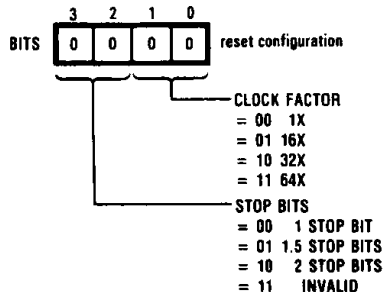 3 2 1 0
BITS 0 0 0 0 reset configuration
CLOCK FACTOR
= 00 1X
= 01 16X
= 10 32X
= 11 64X
STOP BITS
= 00 1 STOP BIT
= 01 1.5 STOP BITS
= 10 2 STOP BITS
= 11 INVALID